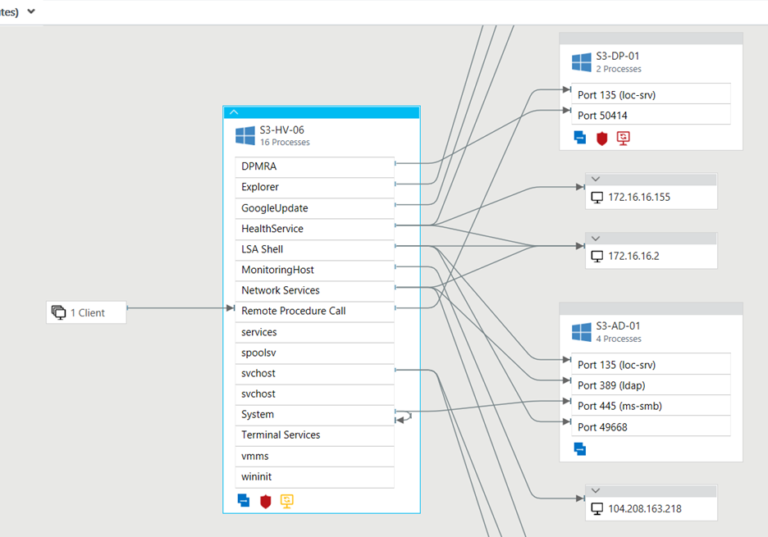 tes)
1 Client
S3-HV-06
16 Processes
DPMRA
Explorer
GoogleUpdate
HealthService
LSA Shell
MonitoringHost
Network Services
Remote Procedure Call
services
spoolsv
svchost
svchost
System
Terminal Services
vmms
wininit
S3-DP-01
2 Processes
Port 135 (loc-srv)
Port 50414
172.16.16.155
172.16.16.2
S3-AD-01
4 Processes
Port 135 (loc-srv)
Port 389 (ldap)
Port 445 (ms-smb)
Port 49668
104.208.163.218